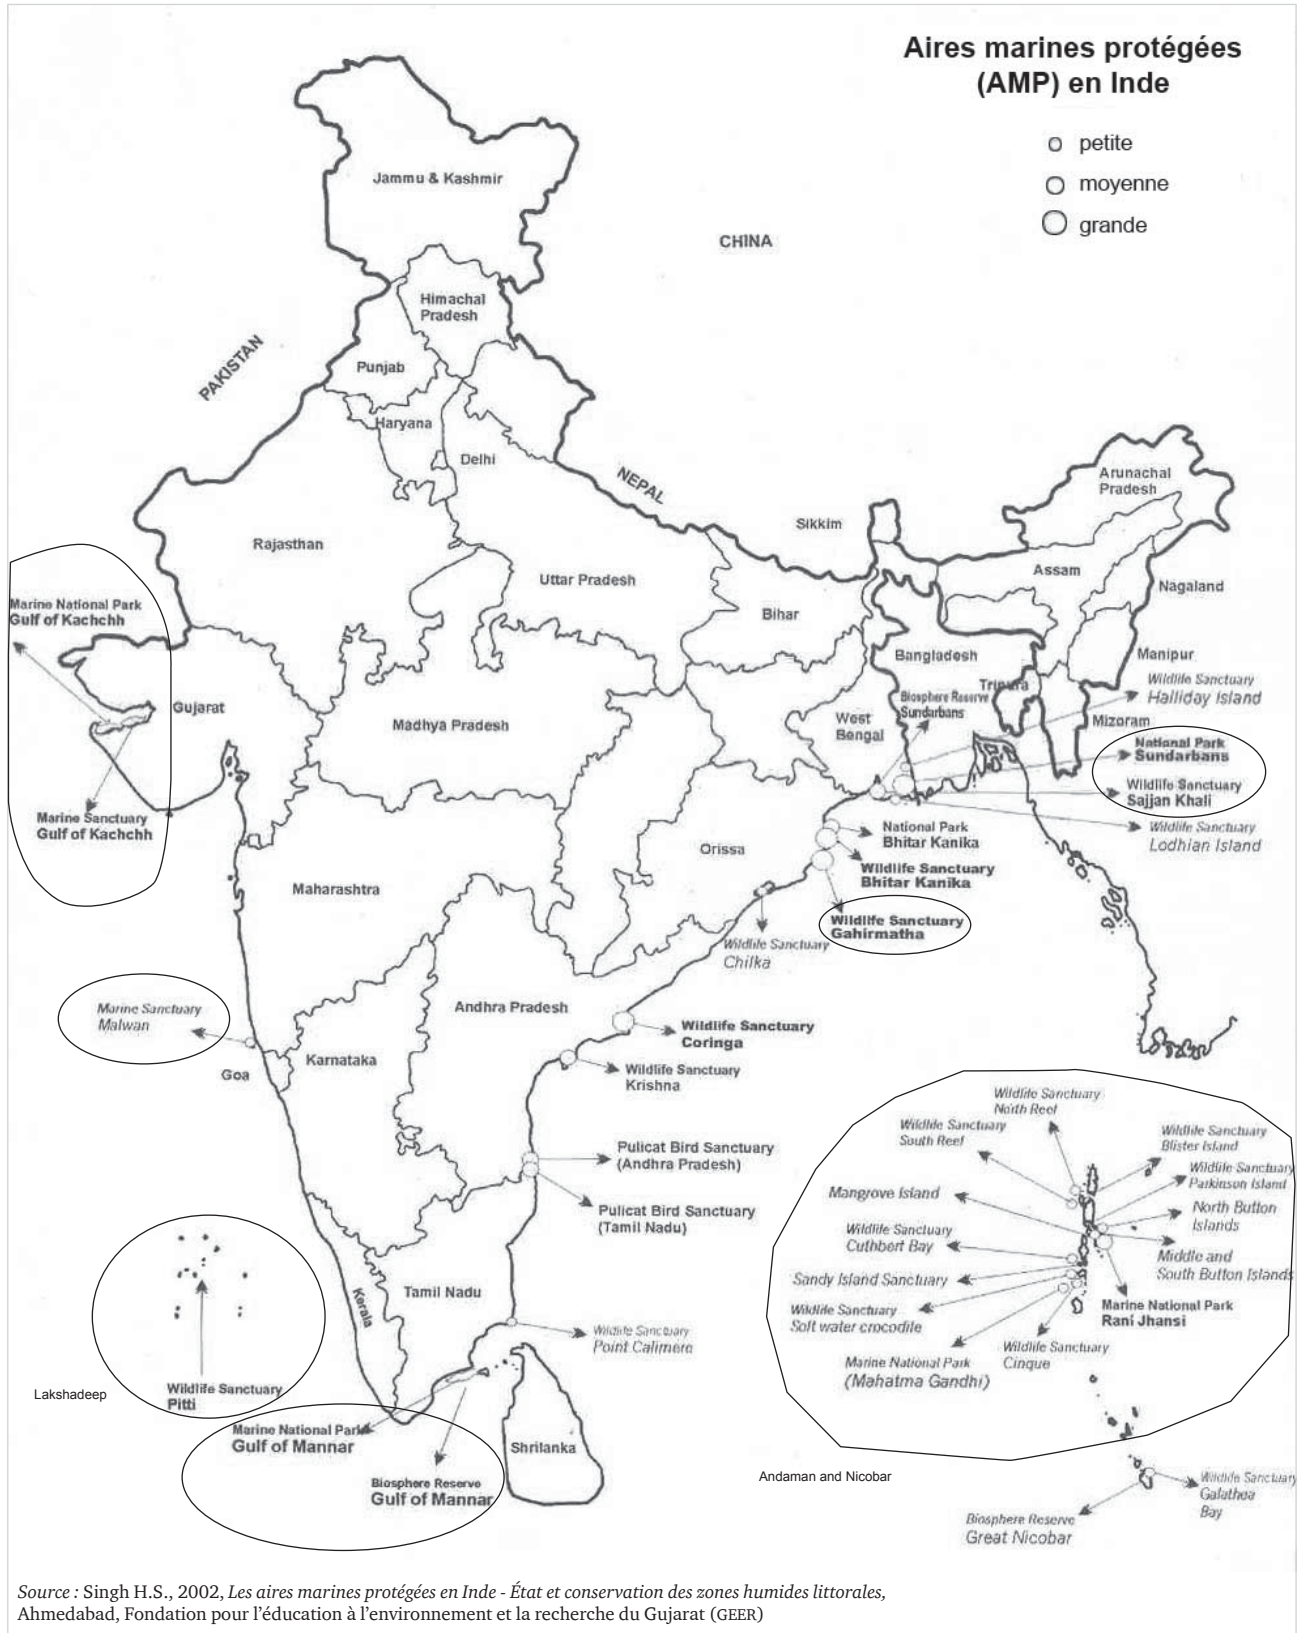 Aires marines protégées
(AMP) en Inde
petite
moyenne
grande
Jammu & Kashmir
CHINA
Himachal
Pradesh
PAKISTAN
Punjab
Haryana
Delhi
NEPAL
Arunachal
Pradesh
Sikkim
Rajasthan
Uttar Pradesh
Assam
Nagaland
Marine National Park
Gulf of Kachchh
Bihar
Bangladesh
Manipur
Tripura
Wildlife Sanctuary
Halliday Island
Gujarat
Madhya Pradesh
West
Bengal
Biosphere Reserve
Sundarbans
Mizoram
National Park
Sundarbans
Wildlife Sanctuary
Sajjan Khali
Marine Sanctuary
Gulf of Kachchh
National Park
Bhitar Kanika
Wildlife Sanctuary
Lodhian Island
Orissa
Wildlife Sanctuary
Bhitar Kanika
Maharashtra
Wildlife Sanctuary
Gahirmatha
Wildlife Sanctuary
Chilka
Marine Sanctuary
Malwan
Andhra Pradesh
Wildlife Sanctuary
Coringa
Goa
Karnataka
Wildlife Sanctuary
Krishna
Wildlife Sanctuary
North Reef
Wildlife Sanctuary
South Reef
Wildlife Sanctuary
Blister Island
Pulicat Bird Sanctuary
(Andhra Pradesh)
Wildlife Sanctuary
Parkinson Island
Mangrove Island
Pulicat Bird Sanctuary
(Tamil Nadu)
North Button
Islands
Wildlife Sanctuary
Cuthbert Bay
Middle and
South Button Islands
Sandy Island Sanctuary
Kerala
Tamil Nadu
Wildlife Sanctuary
Solt water crocodile
Marine National Park
Rani Jhansi
Wildlife Sanctuary
Point Calimere
Wildlife Sanctuary
Cinque
Marine National Park
(Mahatma Gandhi)
Lakshadeep
Wildlife Sanctuary
Pitti
Marine National Park
Gulf of Mannar
Shrilanka
Biosphere Reserve
Gulf of Mannar
Andaman and Nicobar
Wildlife Sanctuary
Galathea
Bay
Biosphere Reserve
Great Nicobar
Source : Singh H.S., 2002, Les aires marines protégées en Inde - État et conservation des zones humides littorales,
Ahmedabad, Fondation pour l'éducation à l'environnement et la recherche du Gujarat (GEER)